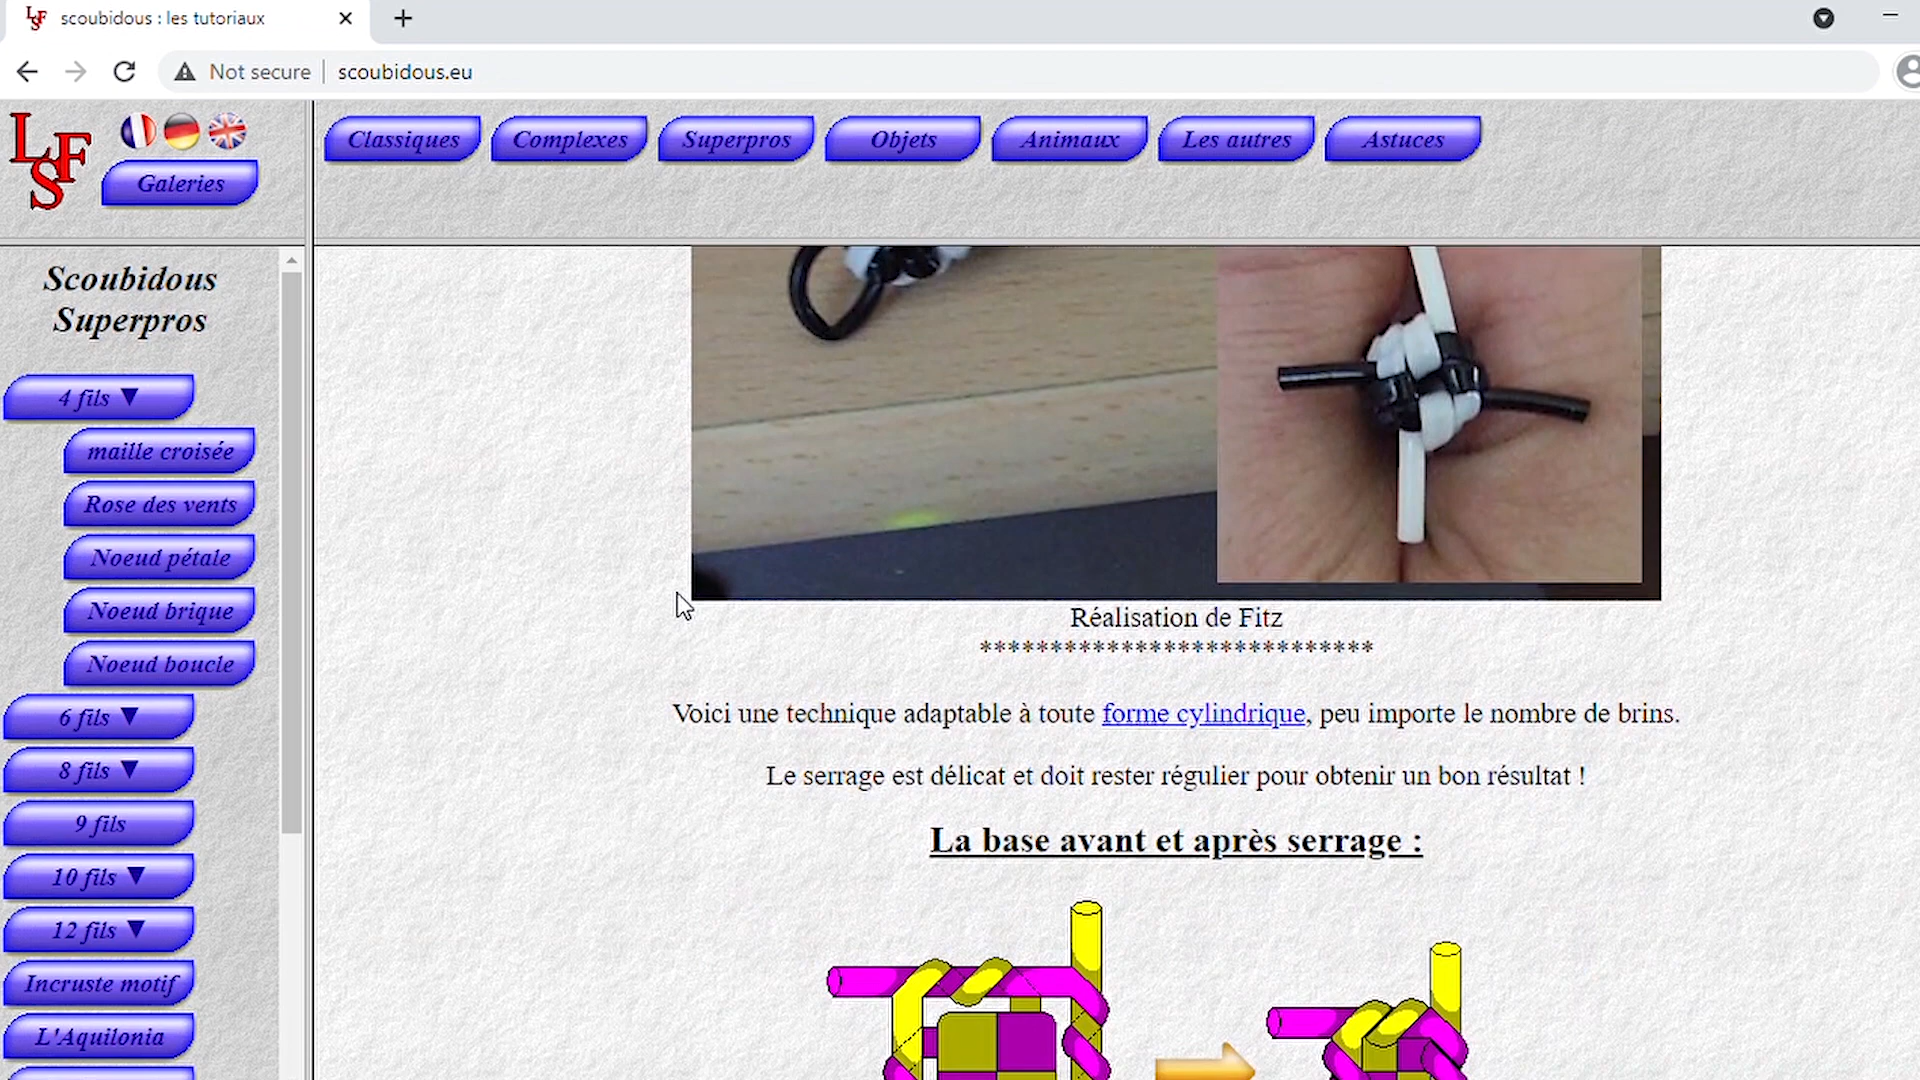 scoubidous : les tutoriaux
Not secure
scoubidous.eu
LSF
Galeries
Classiques
Complexes
Superpros
Objets
Animaux
Les autres
Astuces
Scoubidous
Superpros
4 fils ▼
maille croisée
Rose des vents
Noeud pétale
Noeud brique
Noeud boucle
6 fils ▼
8 fils ▼
9 fils
10 fils ▼
12 fils ▼
Incruste motif
L'Aquilonia
Réalisation de Fitz
****************************
Voici une technique adaptable à toute forme cylindrique, peu importe le nombre de brins.
Le serrage est délicat et doit rester régulier pour obtenir un bon résultat !
La base avant et après serrage :